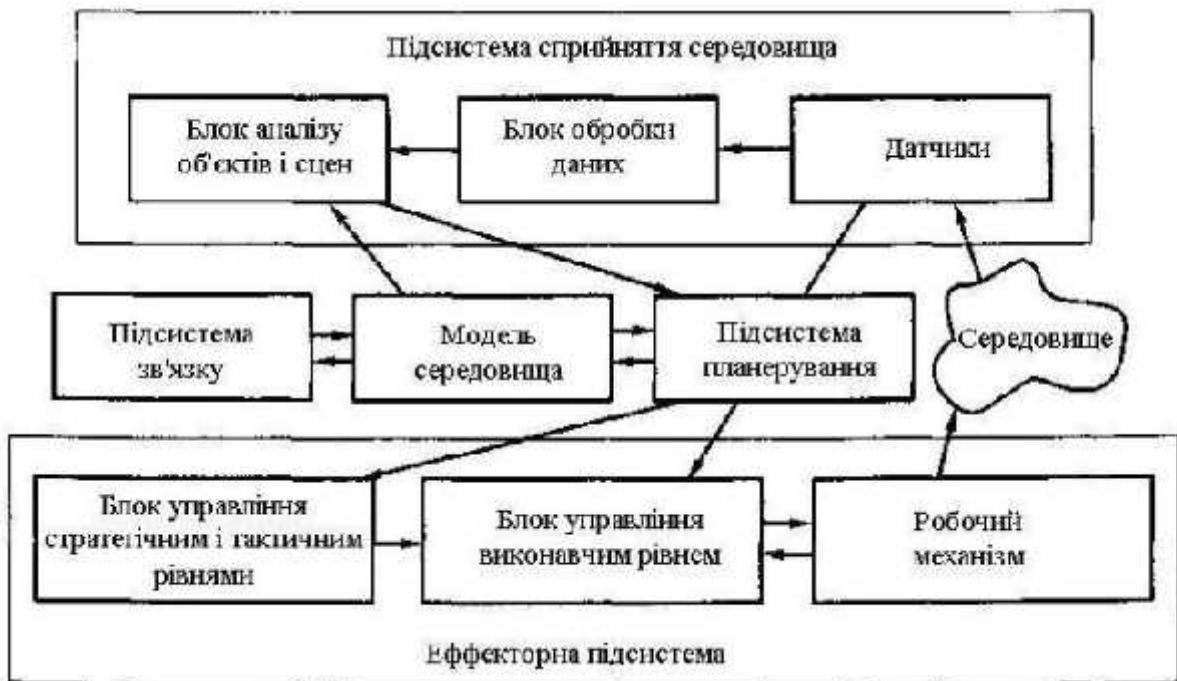 Підсистема сприйняття середовища
Блок аналізу
об'єктів і сцен
Блок обробки
даних
Датчики
Підсистема
зв'язку
Модель
середовища
Підсистема
планерування
Середовище
Блок управління
стратегічним і тактичним
рівнями
Блок управління
виконавчим рівнем
Робочий
механізм
Еффекторна підсистема